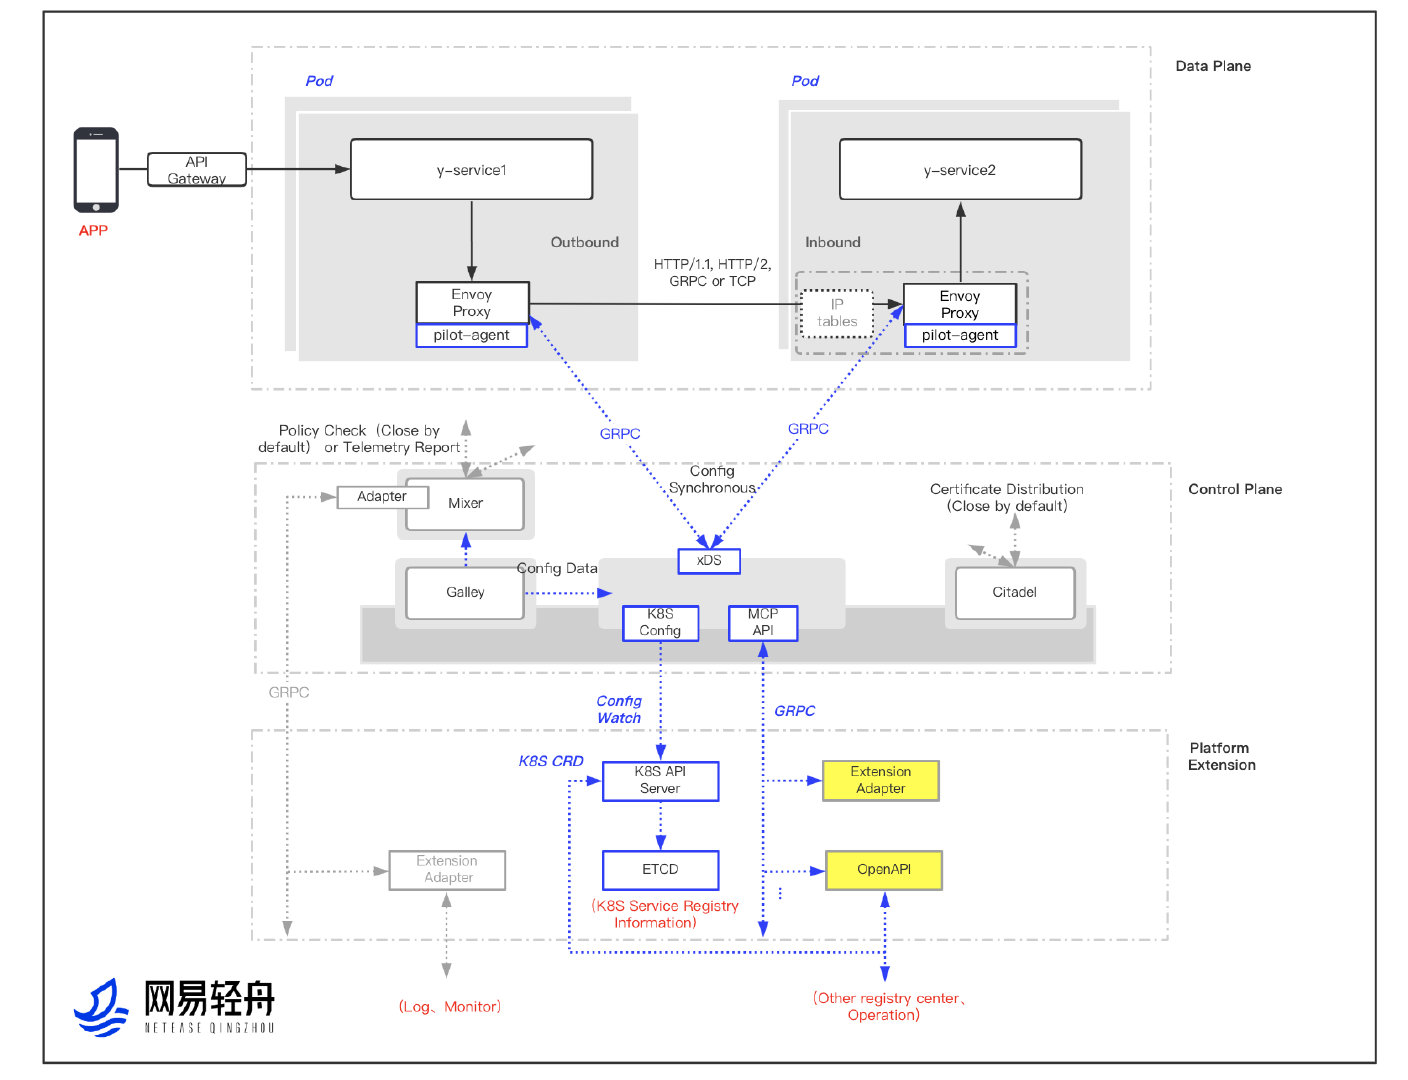 Data Plane
Pod
Pod
API
Gateway
y-service1
y-service2
APP
Outbound
Inbound
HTTP/1.1, HTTP/2,
GRPC or TCP
Envoy
Proxy
pilot-agent
IP
tables
Envoy
Proxy
pilot-agent
GRPC
GRPC
Policy Check（Close by
default） or Telemetry Report
Config
Synchronous
Control Plane
Adapter
Mixer
Certificate Distribution
(Close by default)
xDS
Config Data
Galley
Citadel
K8S
Config
MCP
API
GRPC
Config
Watch
GRPC
Platform
Extension
K8S CRD
K8S API
Server
Extension
Adapter
Extension
Adapter
ETCD
OpenAPI
（K8S Service Registry
Information）
（Log、Monitor）
（Other registry center、
Operation）
网易轻舟
NETEASE QINGZHOU